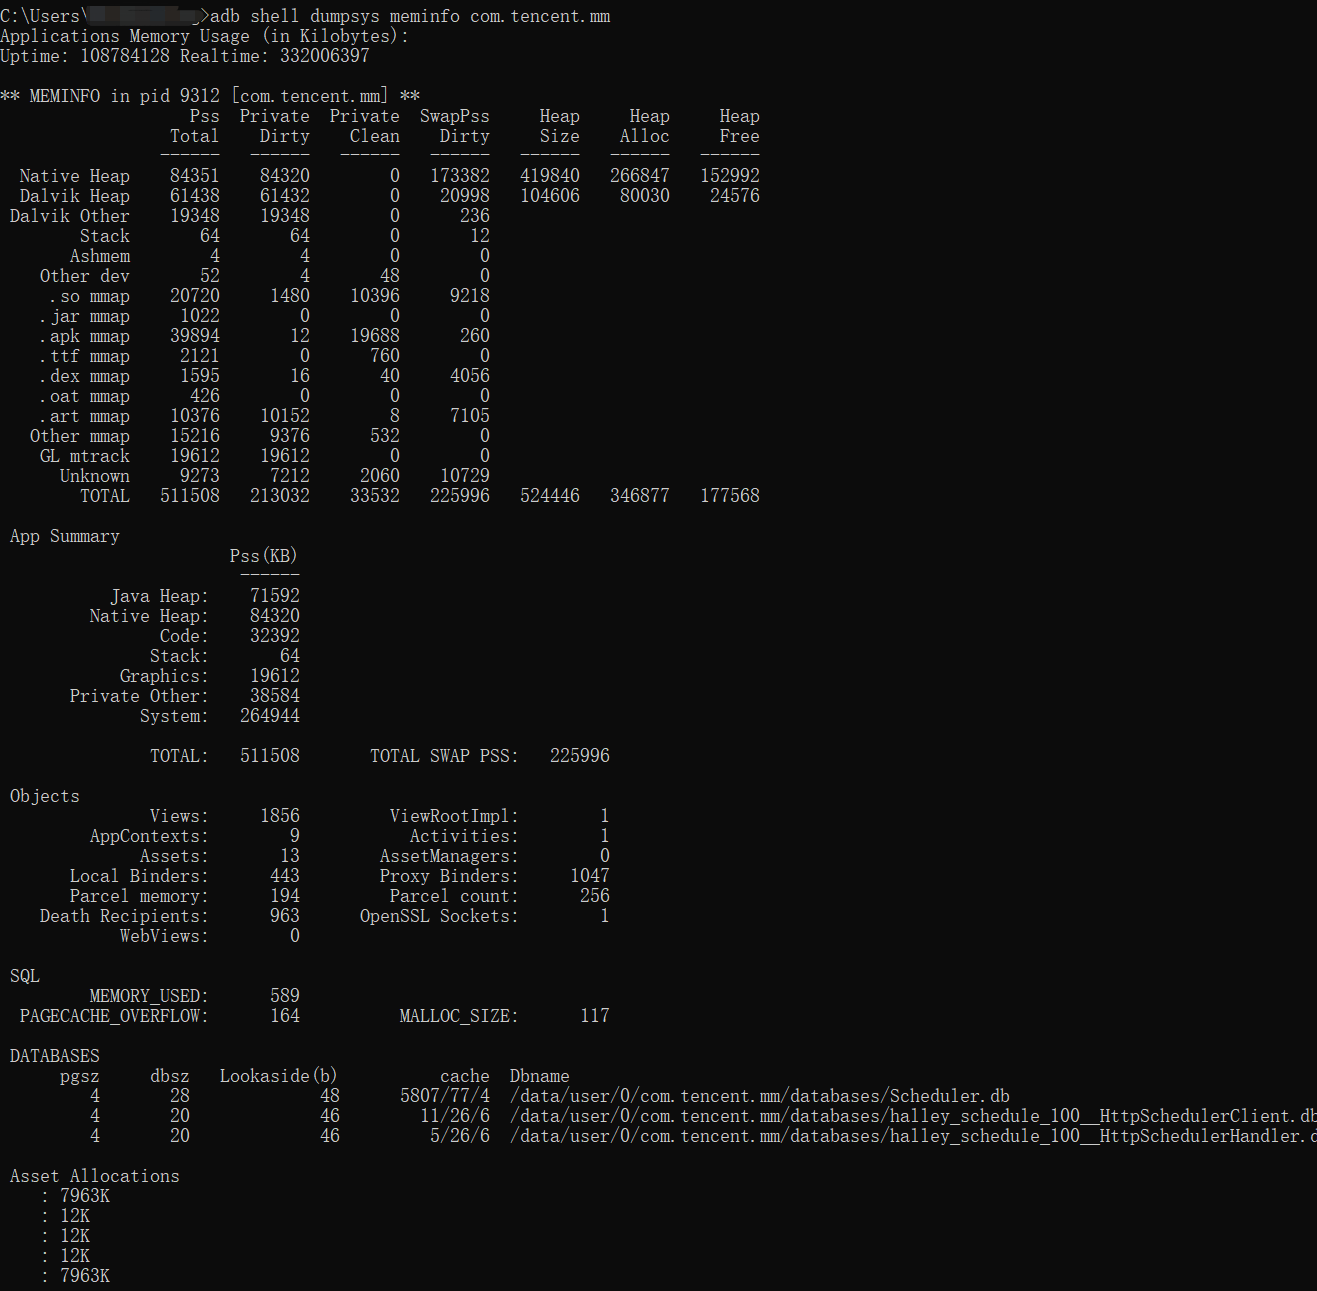 C:\Users\ >adb shell dumpsys meminfo com.tencent.mm
Applications Memory Usage (in Kilobytes):
Uptime: 108784128 Realtime: 332006397
** MEMINFO in pid 9312 [com.tencent.mm] **
Pss Private Private SwapPss Heap Heap Heap
Total Dirty Clean Dirty Size Alloc Free
------ ------ ------ ------ ------ ------ ------
Native Heap 84351 84320 0 173382 419840 266847 152992
Dalvik Heap 61438 61432 0 20998 104606 80030 24576
Dalvik Other 19348 19348 0 236
Stack 64 64 0 12
Ashmem 4 4 0 0
Other dev 52 4 48 0
.so mmap 20720 1480 10396 9218
.jar mmap 1022 0 0 0
.apk mmap 39894 12 19688 260
.ttf mmap 2121 0 760 0
.dex mmap 1595 16 40 4056
.oat mmap 426 0 0 0
.art mmap 10376 10152 8 7105
Other mmap 15216 9376 532 0
GL mtrack 19612 19612 0 0
Unknown 9273 7212 2060 10729
TOTAL 511508 213032 33532 225996 524446 346877 177568
App Summary
Pss(KB)
------
Java Heap: 71592
Native Heap: 84320
Code: 32392
Stack: 64
Graphics: 19612
Private Other: 38584
System: 264944
TOTAL: 511508 TOTAL SWAP PSS: 225996
Objects
Views: 1856 ViewRootImpl: 1
AppContexts: 9 Activities: 1
Assets: 13 AssetManagers: 0
Local Binders: 443 Proxy Binders: 1047
Parcel memory: 194 Parcel count: 256
Death Recipients: 963 OpenSSL Sockets: 1
WebViews: 0
SQL
MEMORY_USED: 589
PAGECACHE_OVERFLOW: 164 MALLOC_SIZE: 117
DATABASES
pgsz dbsz Lookaside(b) cache Dbname
4 28 48 5807/77/4 /data/user/0/com.tencent.mm/databases/Scheduler.db
4 20 46 11/26/6 /data/user/0/com.tencent.mm/databases/halley_schedule_100__HttpSchedulerClient.db
4 20 46 5/26/6 /data/user/0/com.tencent.mm/databases/halley_schedule_100__HttpSchedulerHandler.d
Asset Allocations
: 7963K
: 12K
: 12K
: 12K
: 7963K